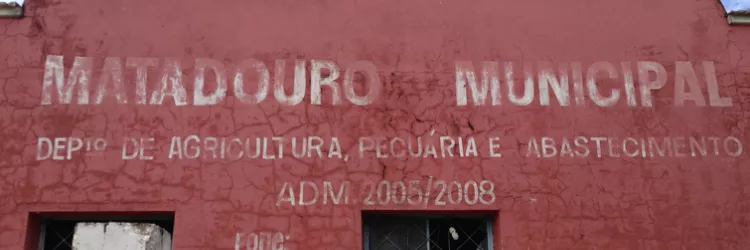 MATADOURO MUNICIPAL
DEPTº DE AGRICULTURA, PECUÁRIA E ABASTECIMENTO
ADM 2005/2008
FONE: